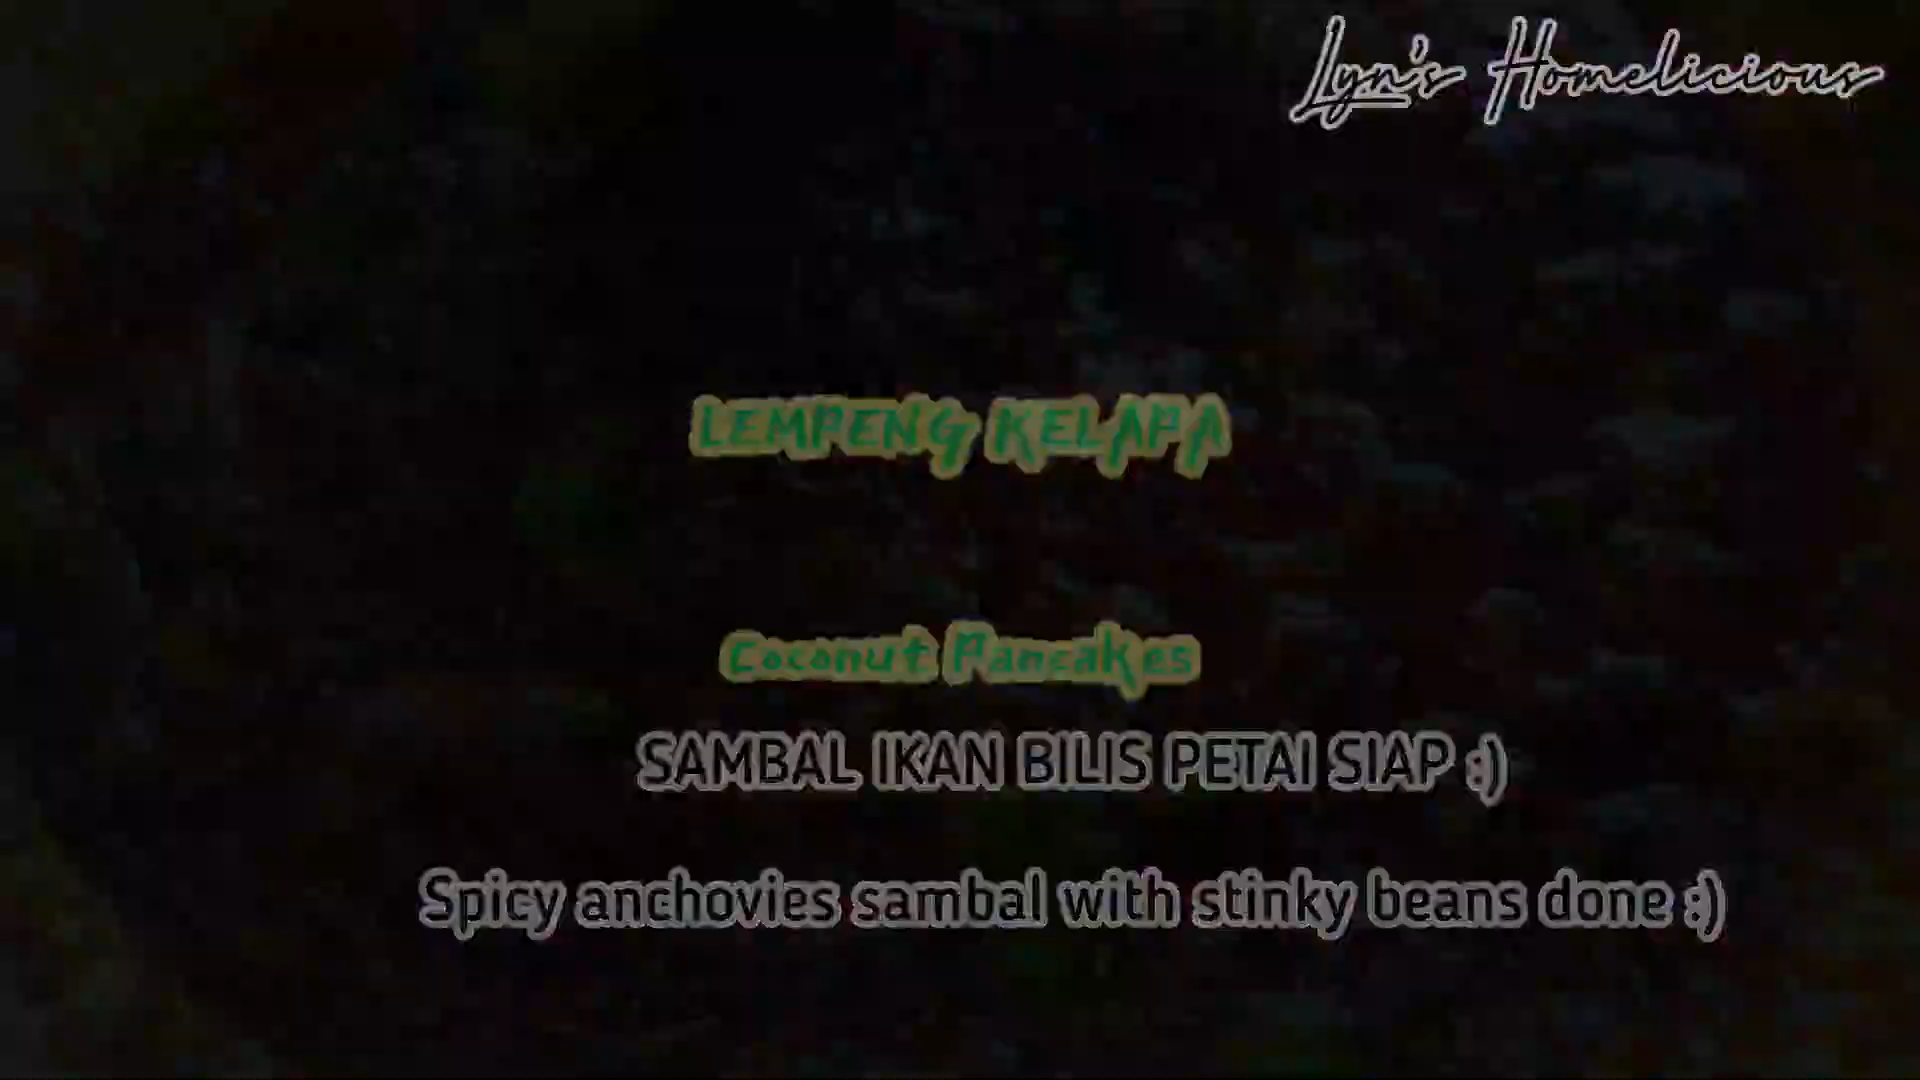 Lyn's Homelicious
LEMPENG KELAPA
Coconut Pancakes
SAMBAL IKAN BILIS PETAI SIAP :)
Spicy anchovies sambal with stinky beans done :)